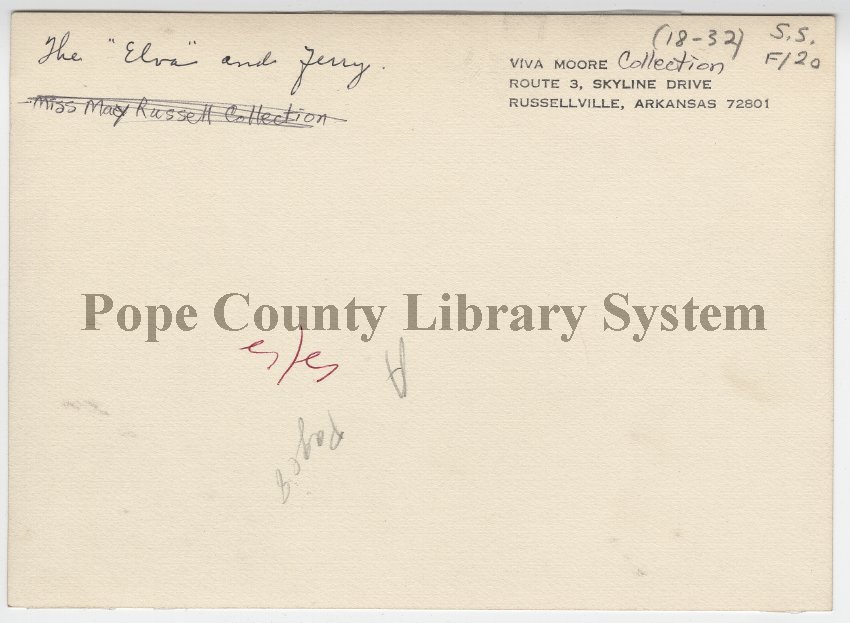 (18-32) S.S.
F/20
The "Elva" and Jerry.
VIVA MOORE Collection
ROUTE 3, SKYLINE DRIVE
RUSSELLVILLE, ARKANSAS 72801
Miss Mary Russell Collection
Pope County Library System
A
Page